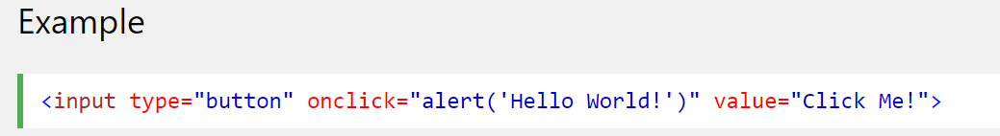 Example
<input type="button" onclick="alert('Hello World!')" value="Click Me!">